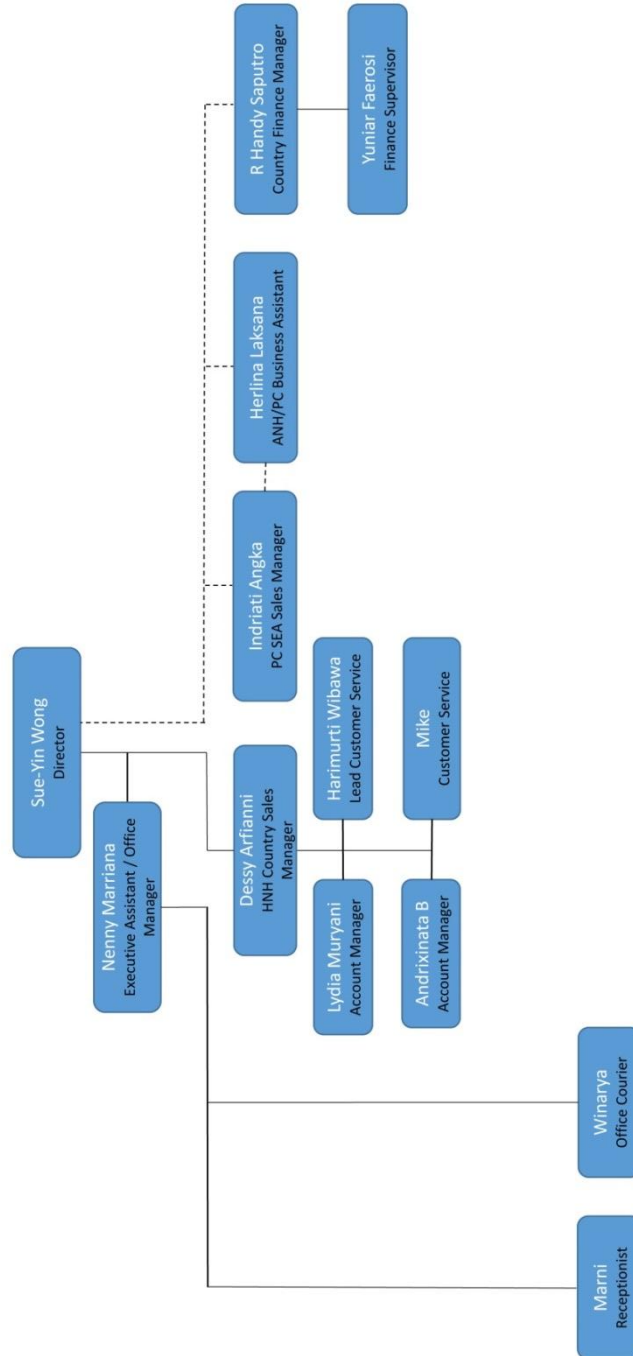 Sue-Yin Wong
Director
Nenny Marriana
Executive Assistant / Office
Manager
Dessy Arfianni
HNH Country Sales
Manager
Indriati Angka
PC SEA Sales Manager
Herlina Laksana
ANH/PC Business Assistant
R Handy Saputro
Country Finance Manager
Lydia Muryani
Account Manager
Harimurti Wibawa
Lead Customer Service
Yuniar Faerosi
Finance Supervisor
Andrixinata B
Account Manager
Mike
Customer Service
Marni
Receptionist
Winarya
Office Courier